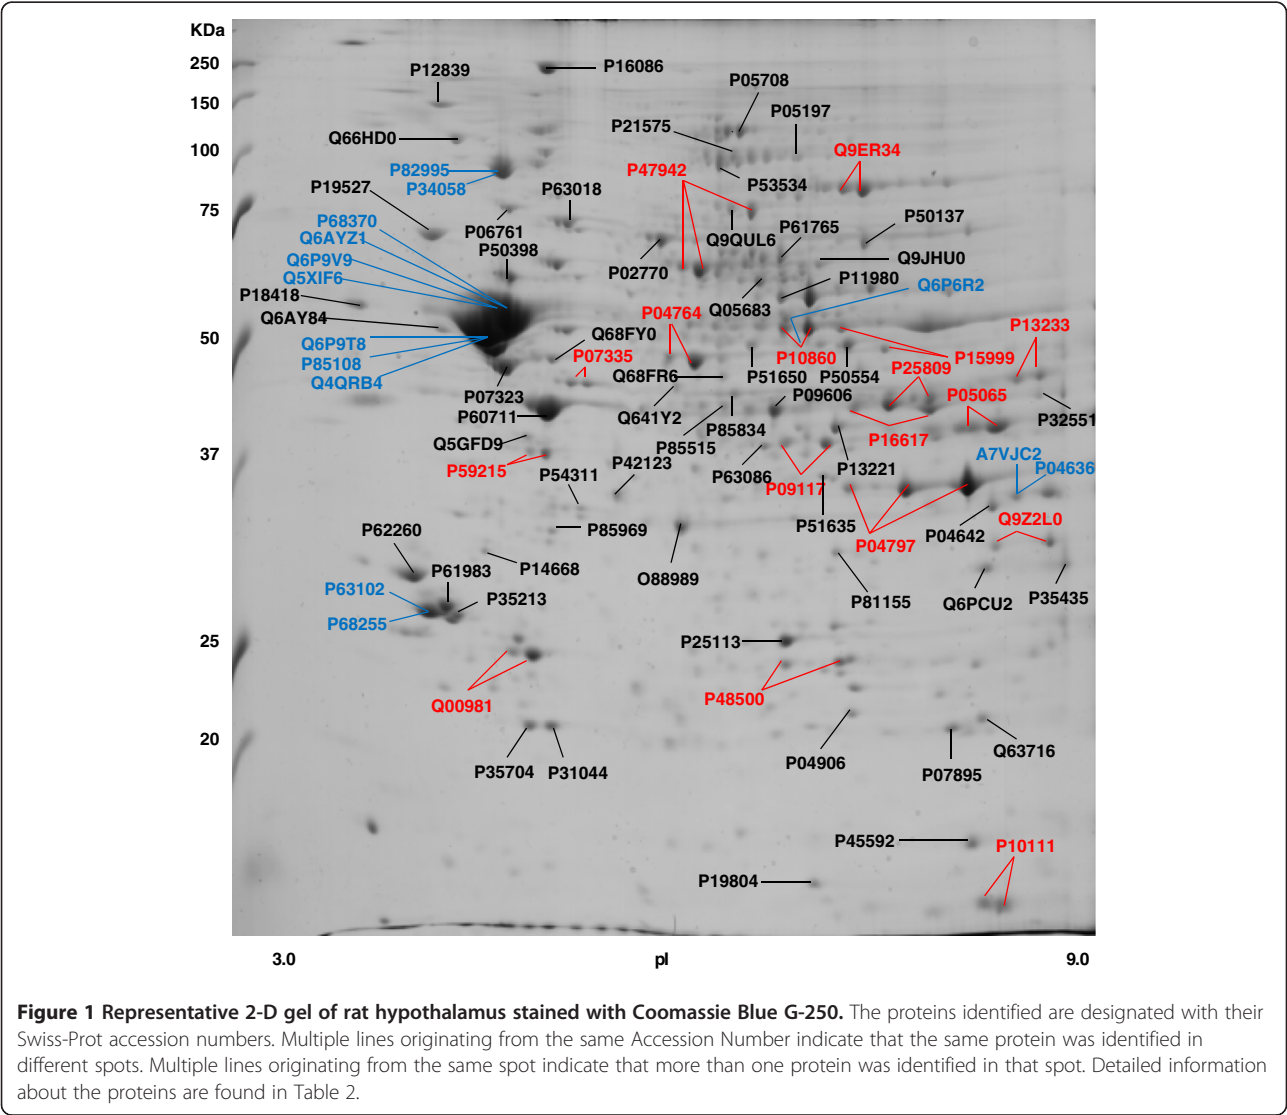 KDa
250
150
100
75
50
37
25
20
P12839
P16086
P05708
P05197
P21575
Q66HD0
Q9ER34
P82995
P34058
P47942
P53534
P19527
P63018
P68370
Q6AYZ1
P06761
P50398
P50137
P61765
Q9QUL6
Q6P9V9
Q5XIF6
P02770
Q9JHU0
P11980
Q6P6R2
P18418
Q6AY84
Q05683
P04764
P13233
Q6P9T8
P85108
Q4QRB4
Q68FY0
P07335
P10860
P15999
Q68FR6
P51650
P50554
P25809
P07323
P60711
Q641Y2
P09606
P05065
P32551
P85834
P85515
P16617
Q5GFD9
P59215
P54311
P42123
P63086
P09117
P13221
A7VJC2
P04636
P51635
P04797
P04642
Q9Z2L0
P62260
P85969
P14668
O88989
P61983
P63102
P35213
P68255
P81155
Q6PCU2
P35435
P25113
Q00981
P48500
P35704
P31044
P04906
Q63716
P07895
P45592
P10111
P19804
3.0
pI
9.0
Figure 1 Representative 2-D gel of rat hypothalamus stained with Coomassie Blue G-250. The proteins identified are designated with their
Swiss-Prot accession numbers. Multiple lines originating from the same Accession Number indicate that the same protein was identified in
different spots. Multiple lines originating from the same spot indicate that more than one protein was identified in that spot. Detailed information
about the proteins are found in Table 2.